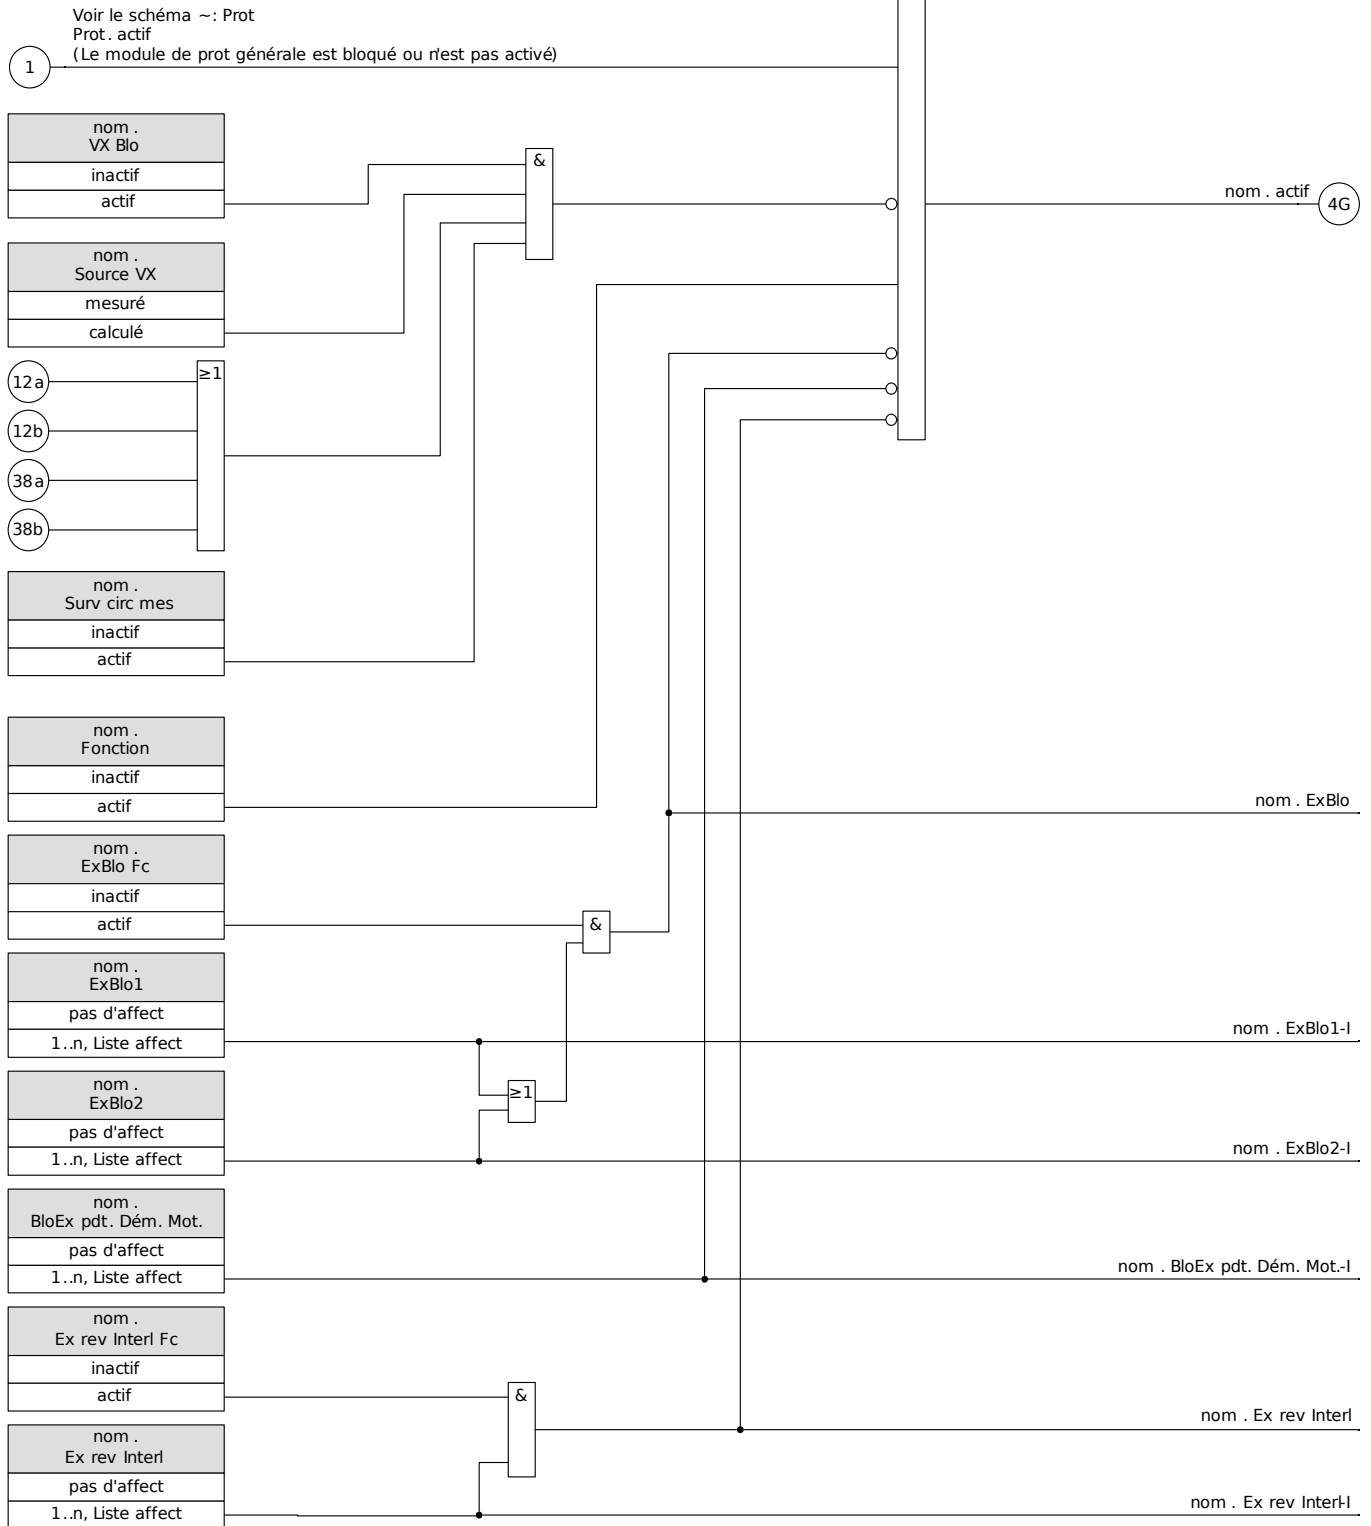 Voir le schéma ~: Prot
Prot. actif
(Le module de prot générale est bloqué ou n'est pas activé)
1
nom .
VX Blo
inactif
actif
&
nom . actif
4G
nom .
Source VX
mesuré
calculé
12a
≥1
12b
38a
38b
nom .
Surv circ mes
inactif
actif
nom .
Fonction
inactif
actif
nom . ExBlo
nom .
ExBlo Fc
inactif
actif
&
nom .
ExBlo1
pas d'affect
1..n, Liste affect
nom . ExBlo1-I
nom .
ExBlo2
≥1
pas d'affect
1..n, Liste affect
nom . ExBlo2-I
nom .
BloEx pdt. Dém. Mot.
pas d'affect
1..n, Liste affect
nom . BloEx pdt. Dém. Mot.-I
nom .
Ex rev Interl Fc
inactif
actif
&
nom . Ex rev Interl
nom .
Ex rev Interl
pas d'affect
1..n, Liste affect
nom . Ex rev Interl-I